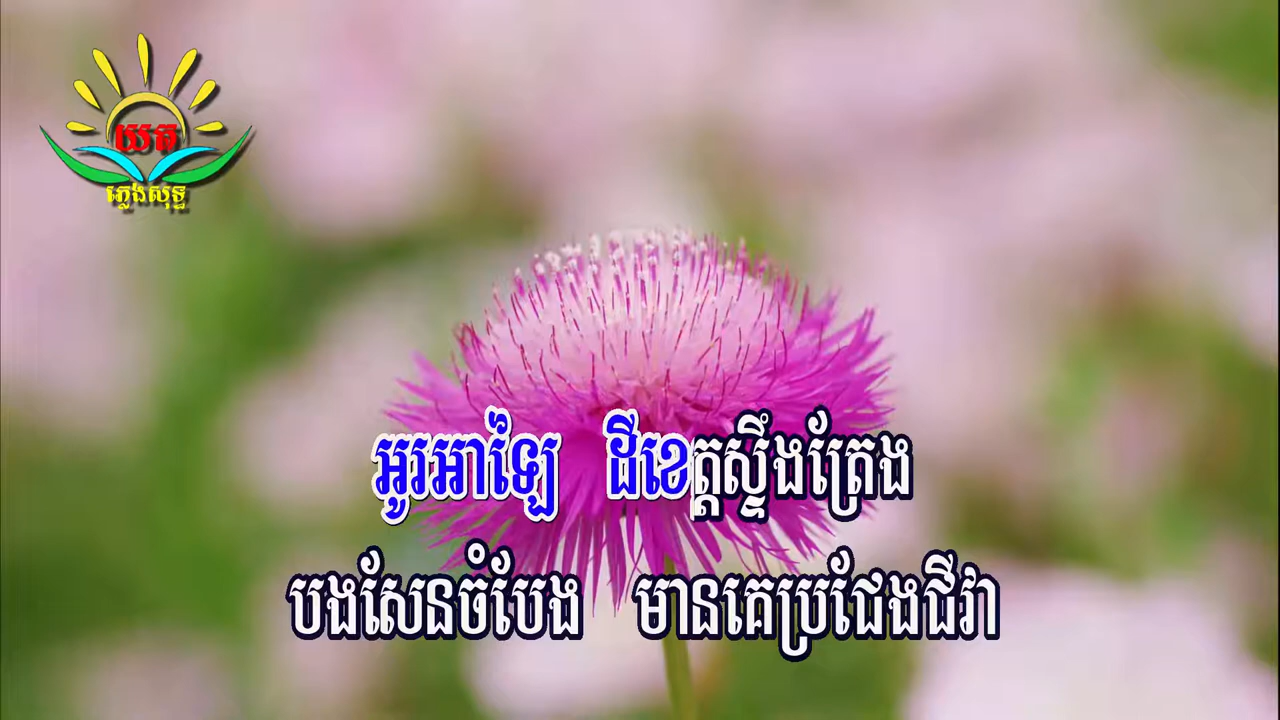 យត
ភ្លេងសុទ្ធ
អូរអាឡៃ ដីខេត្តស្ទឹងត្រែង
បងសែនចំបែង មានគេប្រជែងជីវា